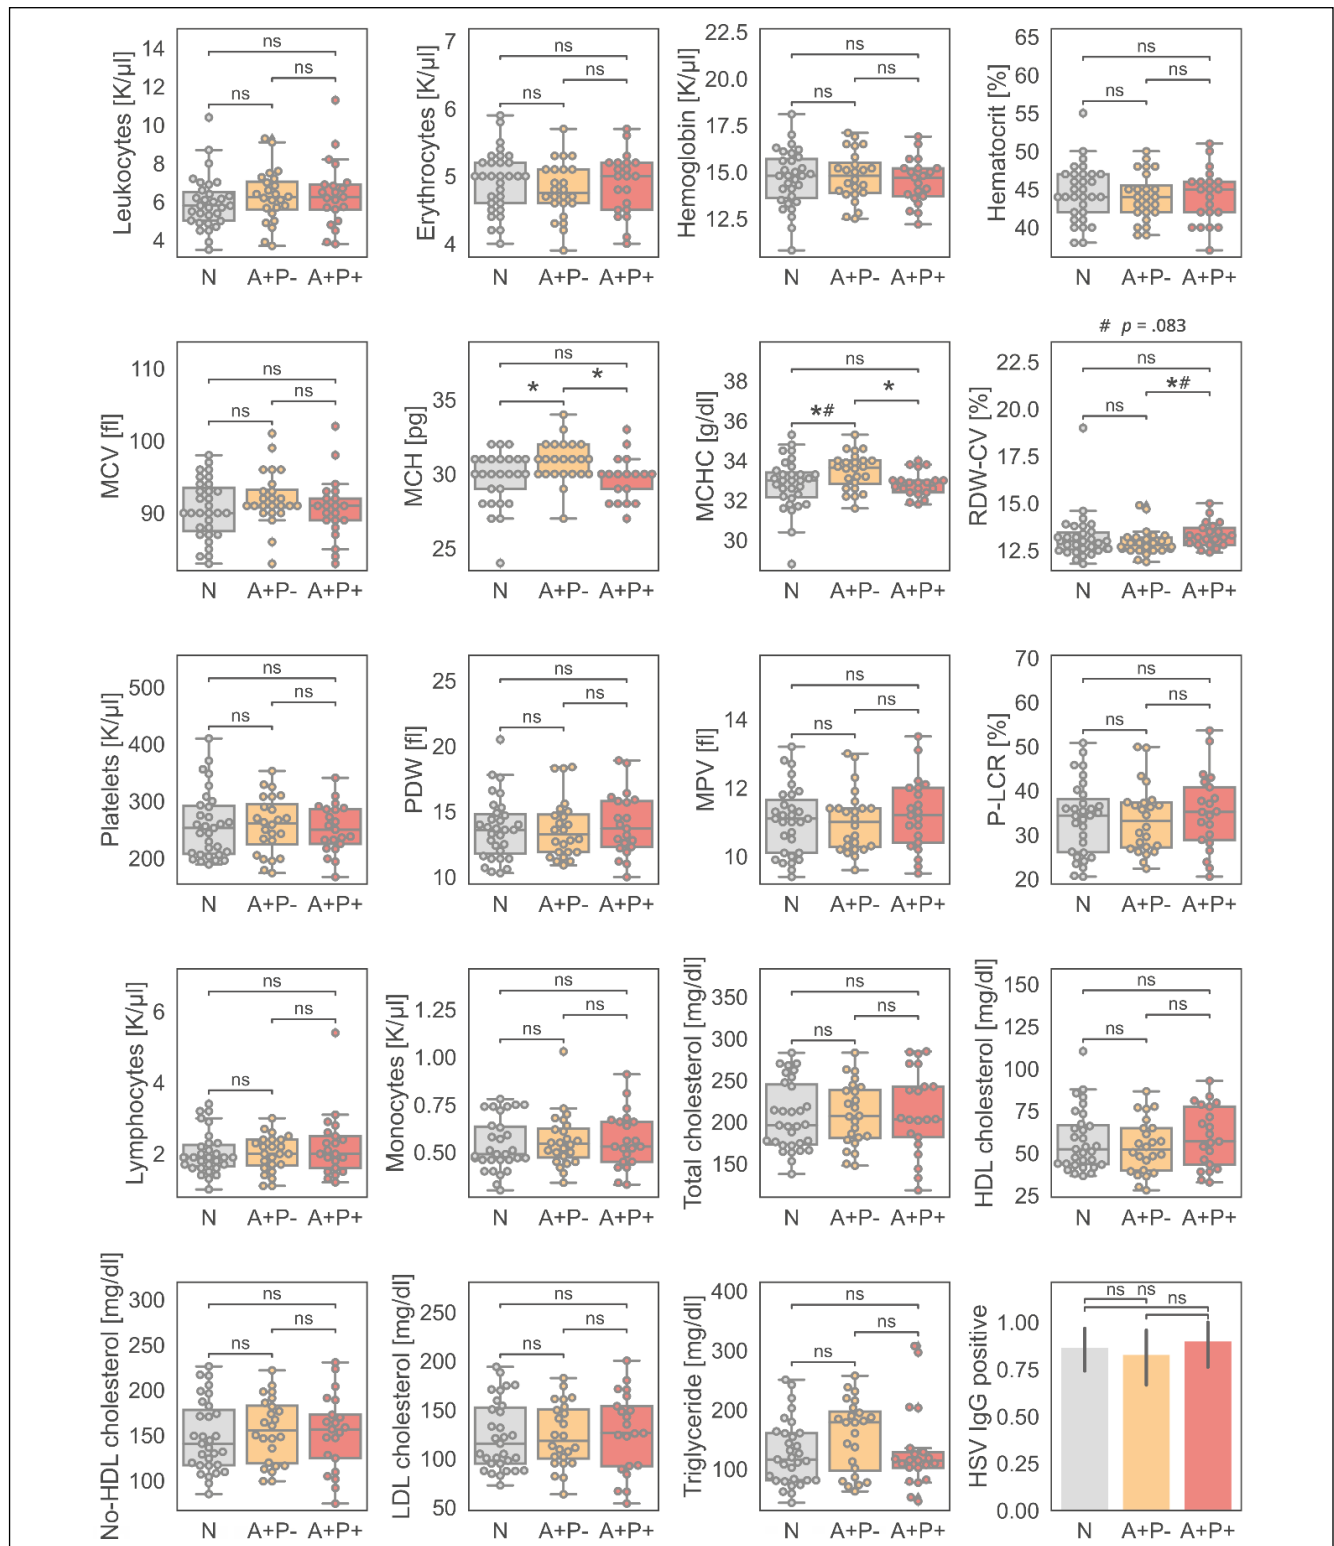 Leukocytes [K/µl]
14
12
10
8
6
4
ns
ns
ns
N A+P- A+P+
Erythrocytes [K/µl]
7
6
5
4
ns
ns
ns
N A+P- A+P+
Hemoglobin [K/µl]
22.5
20.0
17.5
15.0
12.5
ns
ns
ns
N A+P- A+P+
Hematocrit [%]
65
60
55
50
45
40
ns
ns
ns
N A+P- A+P+
MCV [fl]
110
100
90
ns
ns
ns
N A+P- A+P+
MCH [pg]
35
30
25
ns
*
*
N A+P- A+P+
MCHC [g/dl]
38
36
34
32
30
ns
*
*#
N A+P- A+P+
# p = .083
RDW-CV [%]
22.5
20.0
17.5
15.0
12.5
ns
*#
ns
N A+P- A+P+
Platelets [K/µl]
500
400
300
200
ns
ns
ns
N A+P- A+P+
PDW [fl]
25
20
15
10
ns
ns
ns
N A+P- A+P+
MPV [fl]
14
12
10
ns
ns
ns
N A+P- A+P+
P-LCR [%]
70
60
50
40
30
20
ns
ns
ns
N A+P- A+P+
Lymphocytes [K/µl]
6
4
2
ns
ns
ns
N A+P- A+P+
Monocytes [K/µl]
1.25
1.00
0.75
0.50
ns
ns
ns
N A+P- A+P+
Total cholesterol [mg/dl]
350
300
250
200
150
ns
ns
ns
N A+P- A+P+
HDL cholesterol [mg/dl]
150
125
100
75
50
25
ns
ns
ns
N A+P- A+P+
No-HDL cholesterol [mg/dl]
300
250
200
150
100
ns
ns
ns
N A+P- A+P+
LDL cholesterol [mg/dl]
250
200
150
100
50
ns
ns
ns
N A+P- A+P+
Triglyceride [mg/dl]
400
300
200
100
ns
ns
ns
N A+P- A+P+
HSV IgG positive
1.00
0.75
0.50
0.25
0.00
ns ns
ns
N A+P- A+P+